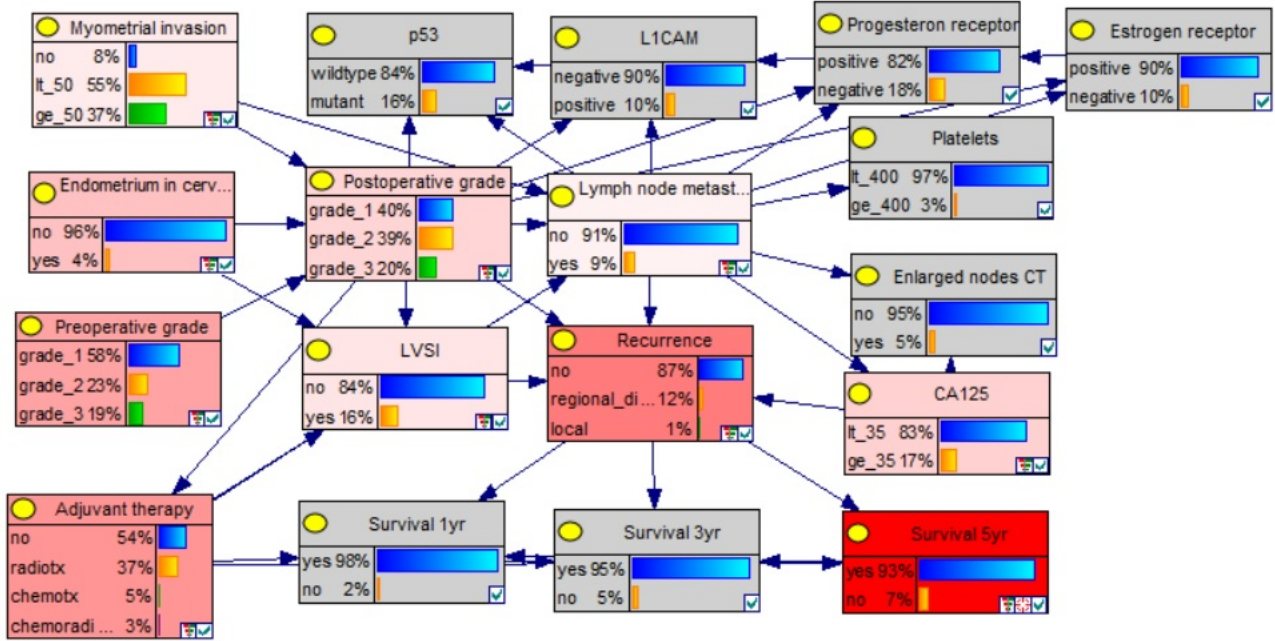 Myometrial invasion
no 8%
lt_50 55%
ge_50 37%
p53
wildtype 84%
mutant 16%
L1CAM
negative 90%
positive 10%
Progesteron receptor
positive 82%
negative 18%
Estrogen receptor
positive 90%
negative 10%
Platelets
lt_400 97%
ge_400 3%
Endometrium in cerv...
no 96%
yes 4%
Postoperative grade
grade_1 40%
grade_2 39%
grade_3 20%
Lymph node metast...
no 91%
yes 9%
Enlarged nodes CT
no 95%
yes 5%
Preoperative grade
grade_1 58%
grade_2 23%
grade_3 19%
LVSI
no 84%
yes 16%
Recurrence
no 87%
regional_di... 12%
local 1%
CA125
lt_35 83%
ge_35 17%
Adjuvant therapy
no 54%
radiotx 37%
chemotx 5%
chemoradi... 3%
Survival 1yr
yes 98%
no 2%
Survival 3yr
yes 95%
no 5%
Survival 5yr
yes 93%
no 7%